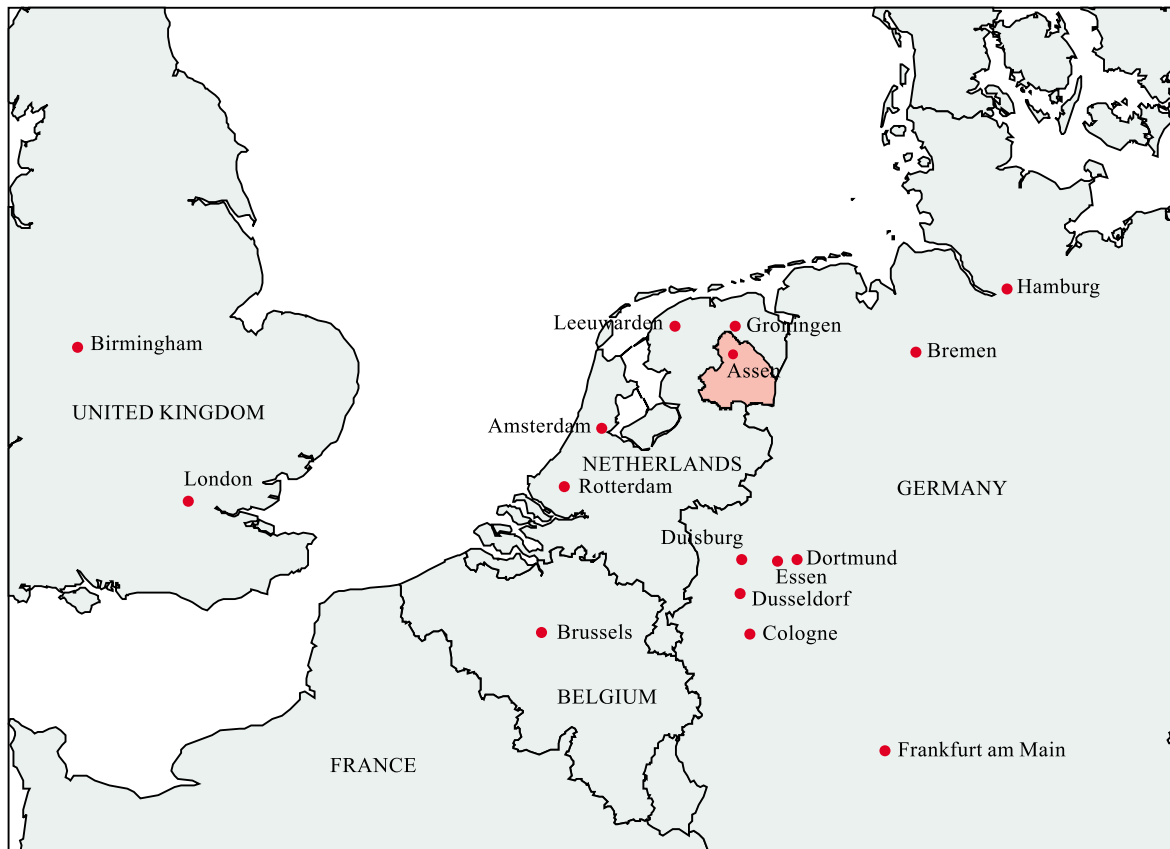 Hamburg
Leeuwarden
Groningen
Birmingham
Bremen
Assen
UNITED KINGDOM
Amsterdam
NETHERLANDS
London
Rotterdam
GERMANY
Duisburg
Dortmund
Essen
Dusseldorf
Brussels
Cologne
BELGIUM
Frankfurt am Main
FRANCE